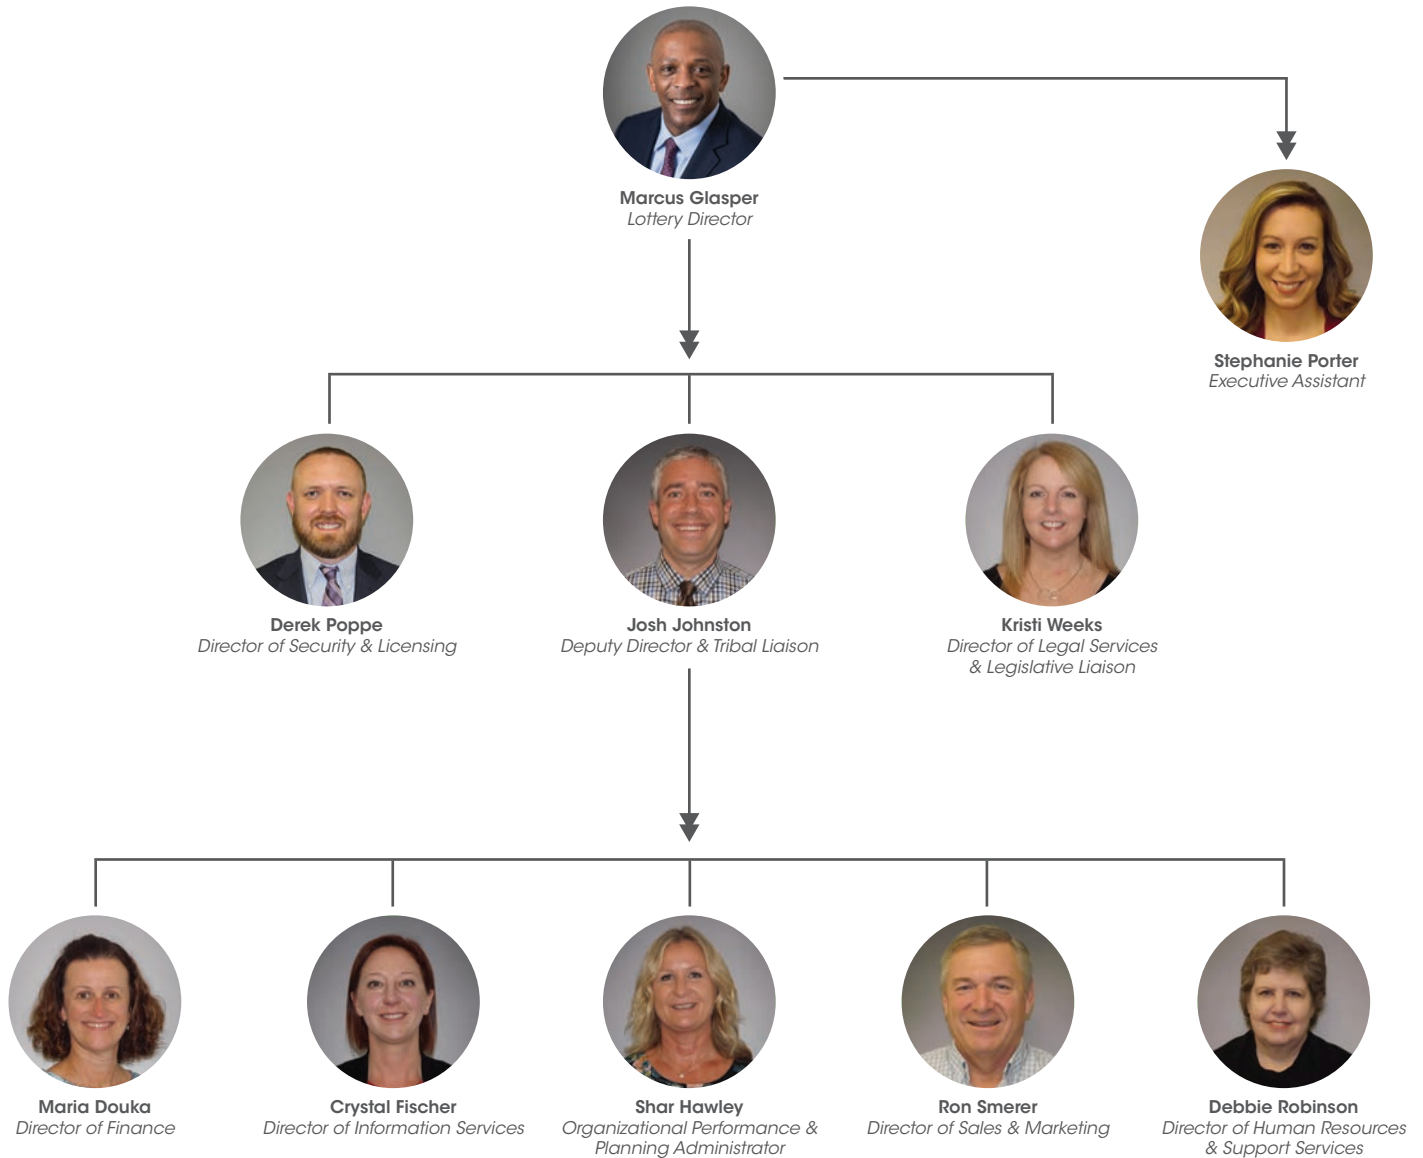 Marcus Glasper
Lottery Director
Stephanie Porter
Executive Assistant
Derek Poppe
Director of Security & Licensing
Josh Johnston
Deputy Director & Tribal Liaison
Kristi Weeks
Director of Legal Services
& Legislative Liaison
Maria Douka
Director of Finance
Crystal Fischer
Director of Information Services
Shar Hawley
Organizational Performance &
Planning Administrator
Ron Smerer
Director of Sales & Marketing
Debbie Robinson
Director of Human Resources
& Support Services